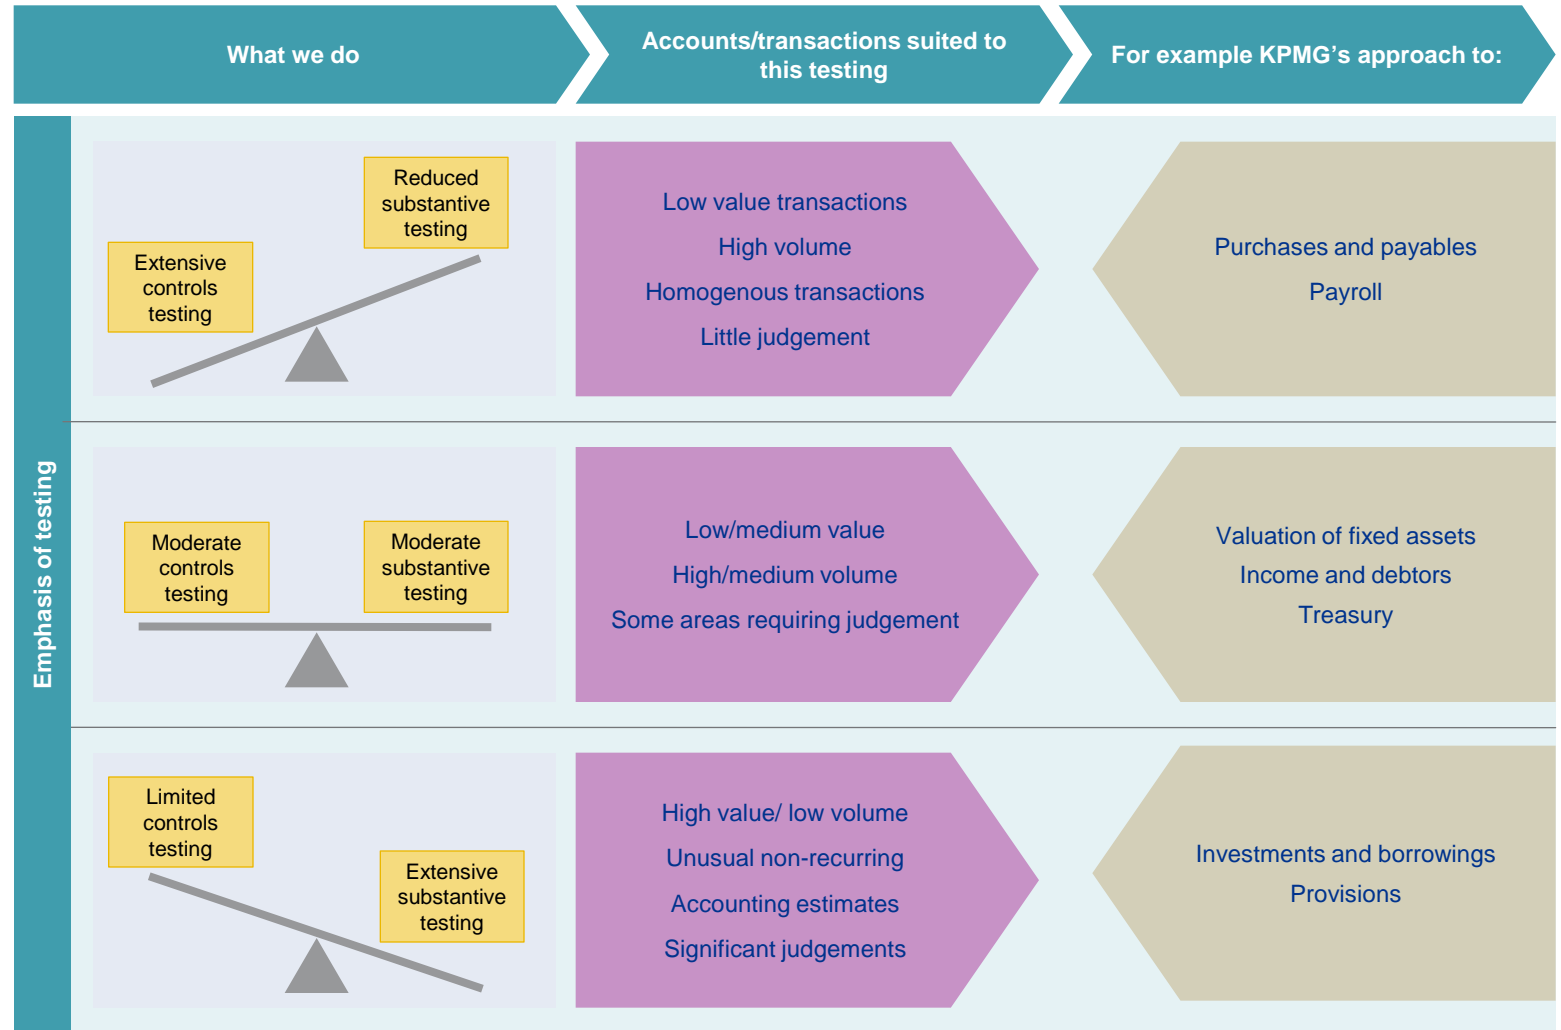 What we do
Accounts/transactions suited to
this testing
For example KPMG's approach to:
Emphasis of testing
Extensive
controls
testing
Reduced
substantive
testing
Low value transactions
High volume
Homogenous transactions
Little judgement
Purchases and payables
Payroll
Moderate
controls
testing
Moderate
substantive
testing
Low/medium value
High/medium volume
Some areas requiring judgement
Valuation of fixed assets
Income and debtors
Treasury
Limited
controls
testing
Extensive
substantive
testing
High value/ low volume
Unusual non-recurring
Accounting estimates
Significant judgements
Investments and borrowings
Provisions